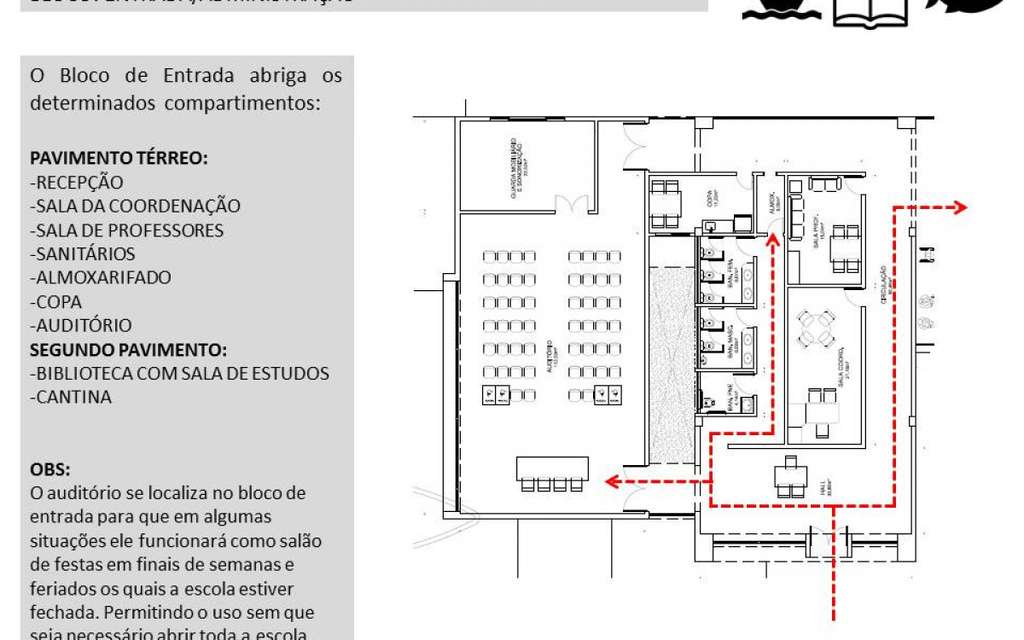 O Bloco de Entrada abriga os
determinados compartimentos:
PAVIMENTO TÉRREO:
-RECEPÇÃO
-SALA DA COORDENAÇÃO
-SALA DE PROFESSORES
-SANITÁRIOS
-ALMOXARIFADO
-COPA
-AUDITÓRIO
SEGUNDO PAVIMENTO:
-BIBLIOTECA COM SALA DE ESTUDOS
-CANTINA
OBS:
O auditório se localiza no bloco de
entrada para que em algumas
situações ele funcionará como salão
de festas em finais de semanas e
feriados os quais a escola estiver
fechada. Permitindo o uso sem que
seja necessário abrir toda a escola
GUARDA MOBILIÁRIO
E SONORIZAÇÃO
COPA
ALMOX.
SALA PROF.
BAN. FEM.
BAN. MASC.
BAN. PNE
AUDITÓRIO
SALA COORD.
CIRCULAÇÃO
HALL